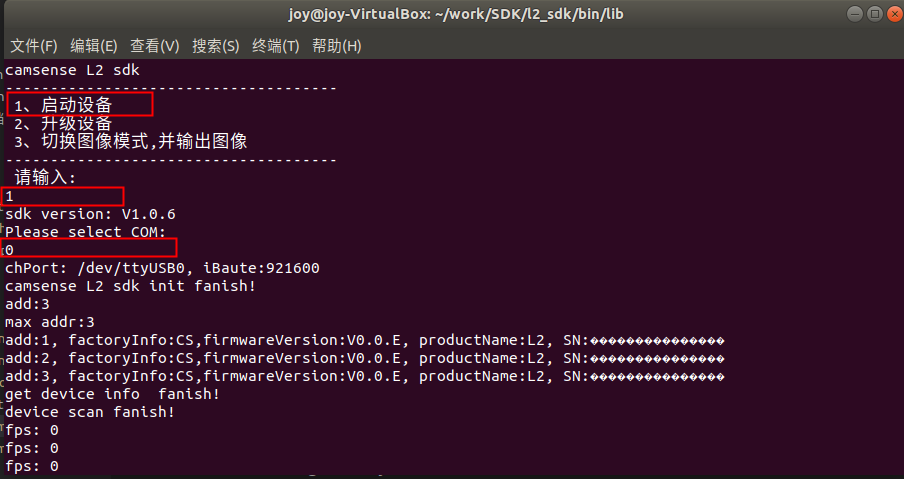 joy@joy-VirtualBox: ~/work/SDK/l2_sdk/bin/lib
文件(F) 编辑(E) 查看(V) 搜索(S) 终端(T) 帮助(H)
camsense L2 sdk
-------------------------------------
1、启动设备
2、升级设备
3、切换图像模式,并输出图像
-------------------------------------
请输入:
1
sdk version: V1.0.6
Please select COM:
0
chPort: /dev/ttyUSB0, iBaute:921600
camsense L2 sdk init fanish!
add:3
max addr:3
add:1, factoryInfo:CS,firmwareVersion:V0.0.E, productName:L2, SN:���������������
add:2, factoryInfo:CS,firmwareVersion:V0.0.E, productName:L2, SN:���������������
add:3, factoryInfo:CS,firmwareVersion:V0.0.E, productName:L2, SN:���������������
get device info  fanish!
device scan fanish!
fps: 0
fps: 0
fps: 0